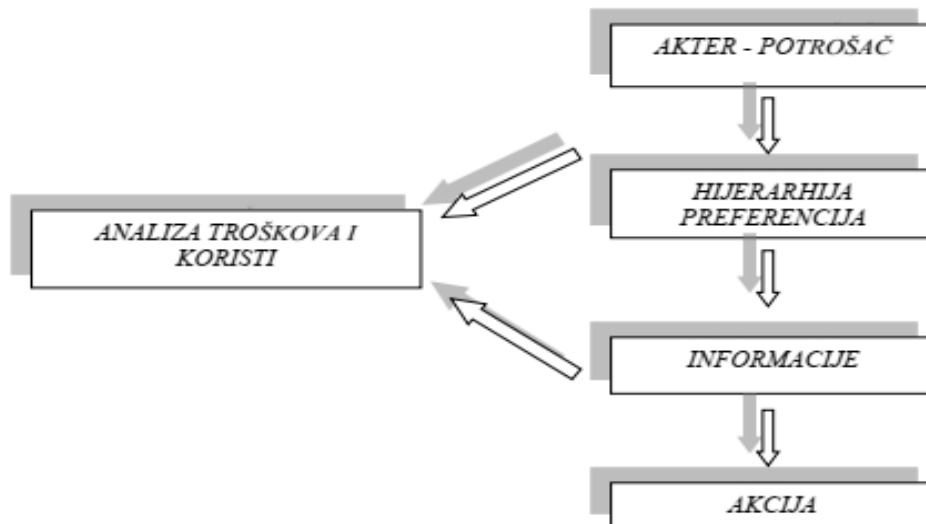 AKTER - POTROŠAČ
HIJERARHIJA
PREFERENCIJA
ANALIZA TROŠKOVA I
KORISTI
INFORMACIJE
AKCIJA